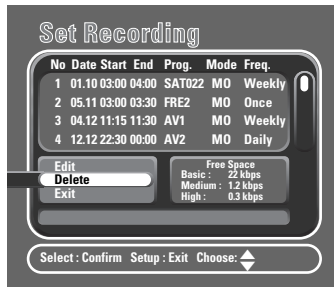 Set Recording
No Date Start End Prog. Mode Freq.
1 01.10 03:00 04:00 SAT022 MO Weekly
2 05.11 03:00 03:30 FRE2 MO Once
3 04.12 11:15 11:30 AV1 MO Weekly
4 12.12 22:30 00:00 AV2 MO Daily
Edit
Delete
Exit
Free Space
Basic : 22 kbps
Medium : 1.2 kbps
High : 0.3 kbps
Select : Confirm Setup : Exit Choose: